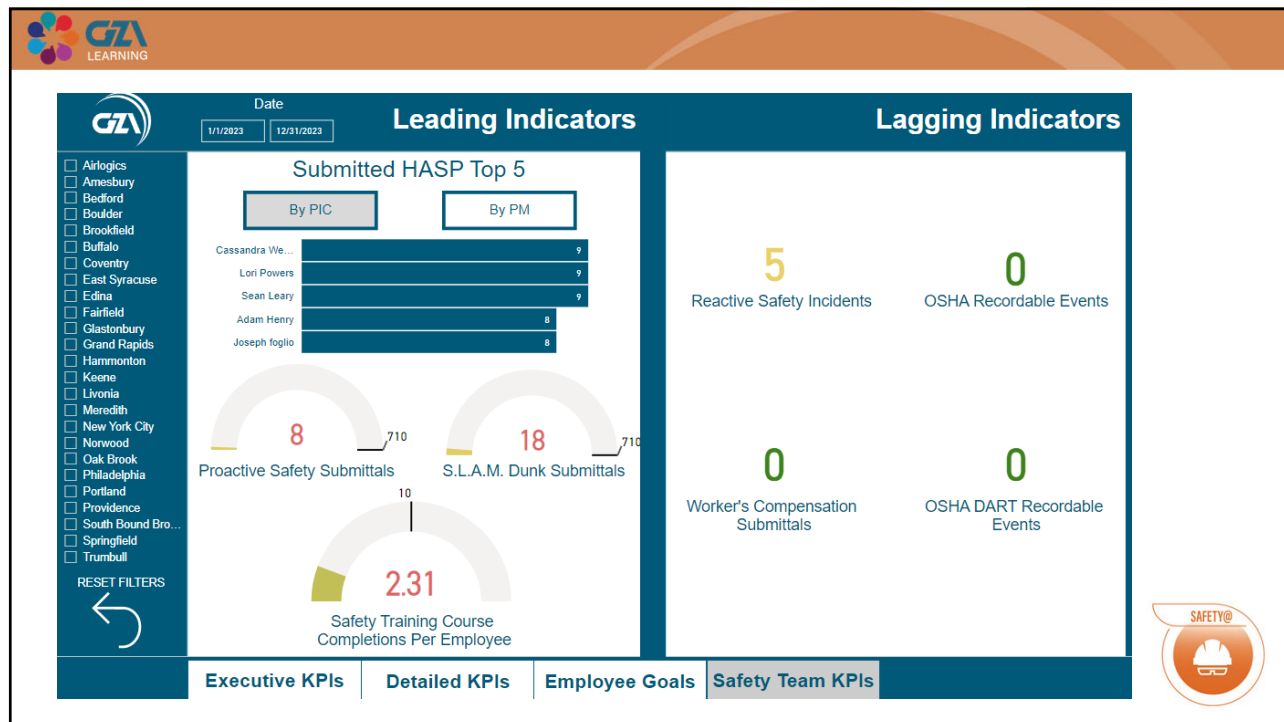 GZA
LEARNING
GZA
Date
1/1/2023
12/31/2023
Leading Indicators
Lagging Indicators
Airlogics
Amesbury
Bedford
Boulder
Brookfield
Buffalo
Coventry
East Syracuse
Edina
Fairfield
Glastonbury
Grand Rapids
Hammonton
Keene
Livonia
Meredith
New York City
Norwood
Oak Brook
Philadelphia
Portland
Providence
South Bound Bro...
Springfield
Trumbull
RESET FILTERS
Submitted HASP Top 5
By PIC
By PM
Cassandra We... 9
Lori Powers 9
Sean Leary 9
Adam Henry 8
Joseph foglio 8
8
710
Proactive Safety Submittals
18
710
S.L.A.M. Dunk Submittals
10
2.31
Safety Training Course
Completions Per Employee
5
Reactive Safety Incidents
0
OSHA Recordable Events
0
Worker's Compensation
Submittals
0
OSHA DART Recordable
Events
Executive KPIs
Detailed KPIs
Employee Goals
Safety Team KPIs
SAFETY@